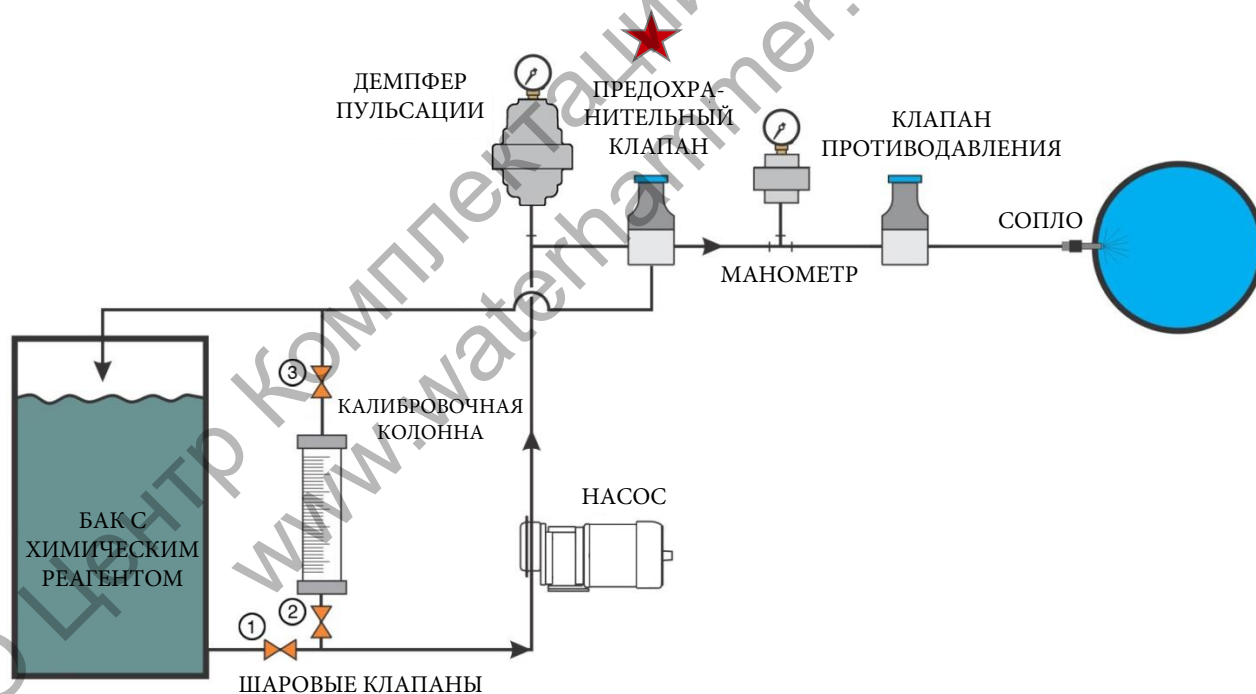 ДЕМПФЕР
ПУЛЬСАЦИИ
ПРЕДОХРА-
НИТЕЛЬНЫЙ
КЛАПАН
КЛАПАН
ПРОТИВОДАВЛЕНИЯ
СОПЛО
МАНОМЕТР
3
КАЛИБРОВОЧНАЯ
КОЛОННА
НАСОС
БАК С
ХИМИЧЕСКИМ
РЕАГЕНТОМ
2
1
ШАРОВЫЕ КЛАПАНЫ
Центр Комплектации
www.waterhammer.